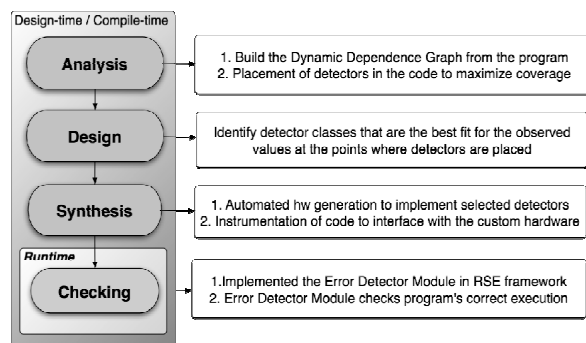 Design-time / Compile-time
Analysis
1. Build the Dynamic Dependence Graph from the program
2. Placement of detectors in the code to maximize coverage
Design
Identify detector classes that are the best fit for the observed
values at the points where detectors are placed
Synthesis
1. Automated hw generation to implement selected detectors
2. Instrumentation of code to interface with the custom hardware
Runtime
Checking
1.Implemented the Error Detector Module in RSE framework
2. Error Detector Module checks program's correct execution